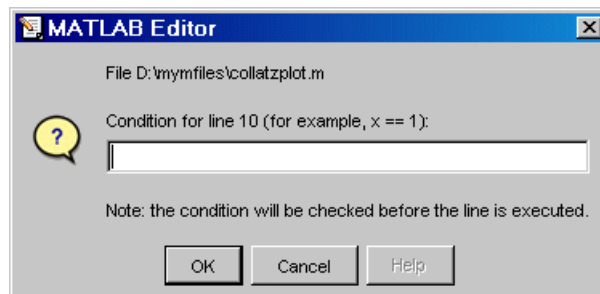 MATLAB Editor
File D:\mymfiles\collatzplot.m
Condition for line 10 (for example, x == 1):
?
Note: the condition will be checked before the line is executed.
OK Cancel Help